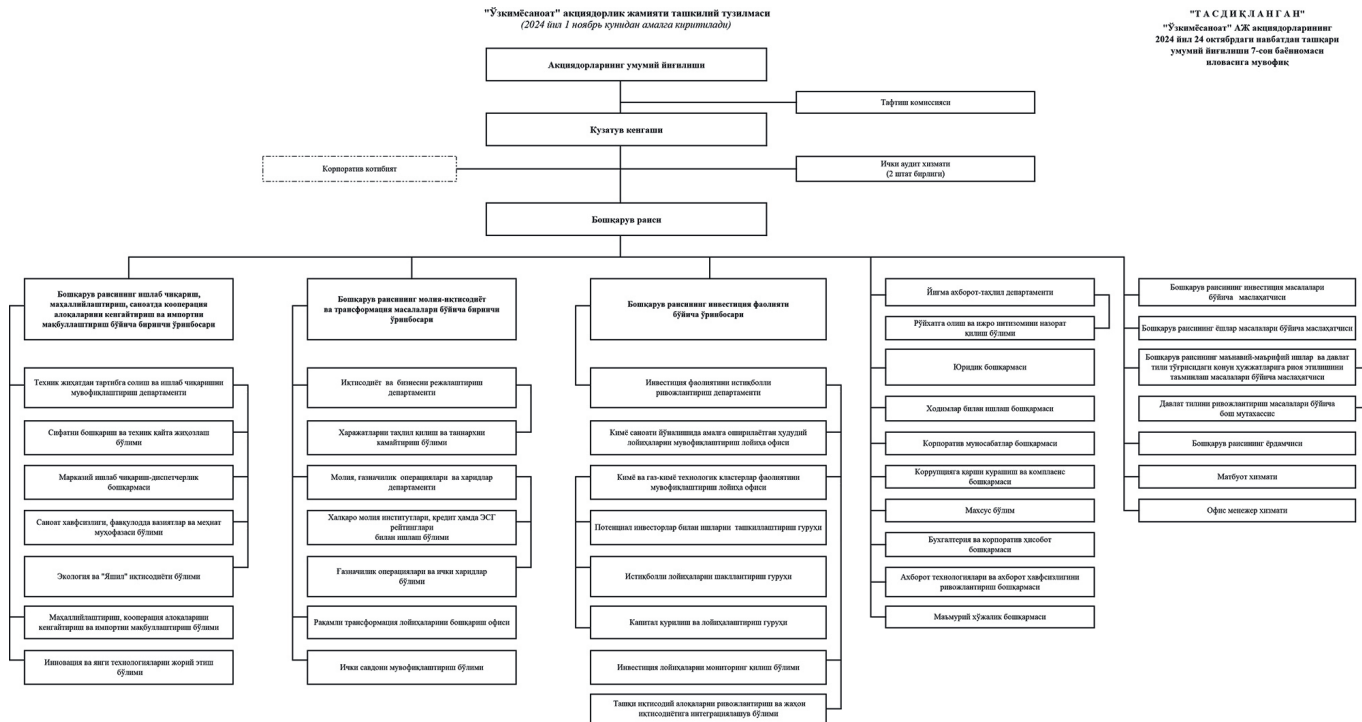 "Ўзкимёсаноат" акциядорлик жамияти ташкилий тузилмаси
(2024 йил 1 ноябрь кунидан амалга киритилади)
"ТАСДИҚЛАНГАН"
"Ўзкимёсаноат" АЖ акциядорларининг
2024 йил 24 октябрдаги навбатдан ташқари
умумий йиғилиши 7-сон баённомаси
иловасига мувофиқ
Акциядорларнинг умумий йиғилиши
Тафтиш комиссияси
Кузатув кенгаши
Корпоратив котибият
Ички аудит хизмати
(2 штат бирлиги)
Бошқарув раиси
Бошқарув раисининг ишлаб чиқариш,
маҳаллийлаштириш, саноатда кооперация
алоқаларини кенгайтириш ва импортни
мақбуллаштириш бўйича биринчи ўринбосари
Техник жиҳатдан тартибга солиш ва ишлаб чиқаришни
мувофиқлаштириш департаменти
Сифатни бошқариш ва техник қайта жиҳозлаш
бўлими
Марказий ишлаб чиқариш-диспетчерлик
бошқармаси
Саноат хавфсизлиги, фавқулодда вазиятлар ва меҳнат
муҳофазаси бўлими
Экология ва "Яшил" иқтисодиёти бўлими
Маҳаллийлаштириш, кооперация алоқаларини
кенгайтириш ва импортни мақбуллаштириш бўлими
Инновация ва янги технологияларни жорий этиш
бўлими
Бошқарув раисининг молия-иқтисодиёт
ва трансформация масалалари бўйича биринчи
ўринбосари
Иқтисодиёт ва бизнесни режалаштириш
департаменти
Харажатларни таҳлил қилиш ва таннархни
камайтириш бўлими
Молия, ғазначилик операциялари ва харидлар
департаменти
Халқаро молия институтлари, кредит ҳамда ЭСГ
рейтинглари
билан ишлаш бўлими
Ғазначилик операциялари ва ички харидлар
бўлими
Рақамли трансформация лойиҳаларини бошқариш офиси
Ички савдони мувофиқлаштириш бўлими
Бошқарув раисининг инвестиция фаолияти
бўйича ўринбосари
Инвестиция фаолиятини истиқболли
ривожлантириш департаменти
Кимё саноати йўналишида амалга оширилаётган ҳудудий
лойиҳаларни мувофиқлаштириш лойиҳа офиси
Кимё ва газ-кимё технологик кластерлар фаолиятини
мувофиқлаштириш лойиҳа офиси
Потенциал инвесторлар билан ишларни ташкиллаштириш гуруҳи
Истиқболли лойиҳаларни шакллантириш гуруҳи
Капитал қурилиш ва лойиҳалаштириш гуруҳи
Инвестиция лойиҳаларни мониторинг қилиш бўлими
Ташқи иқтисодий алоқаларни ривожлантириш ва жаҳон
иқтисодиётига интеграциялашув бўлими
Йиғма ахборот-таҳлил департаменти
Рўйхатга олиш ва ижро интизомини назорат
қилиш бўлими
Юридик бошқармаси
Ходимлар билан ишлаш бошқармаси
Корпоратив муносабатлар бошқармаси
Коррупцияга қарши курашиш ва комплаенс
бошқармаси
Махсус бўлим
Бухгалтерия ва корпоратив ҳисобот
бошқармаси
Ахборот технологиялари ва ахборот хавфсизлигини
ривожлантириш бошқармаси
Маъмурий хўжалик бошқармаси
Бошқарув раисининг инвестиция масалалари
бўйича маслаҳатчиси
Бошқарув раисининг ёшлар масалалари бўйича маслаҳатчиси
Бошқарув раисининг маънавий-маърифий ишлар ва давлат
тили тўғрисидаги қонун ҳужжатларига риоя этилишини
таъминлаш масалалари бўйича маслаҳатчиси
Давлат тилини ривожлантириш масалалари бўйича
бош мутахассис
Бошқарув раисининг ёрдамчиси
Матбуот хизмати
Офис менежер хизмати